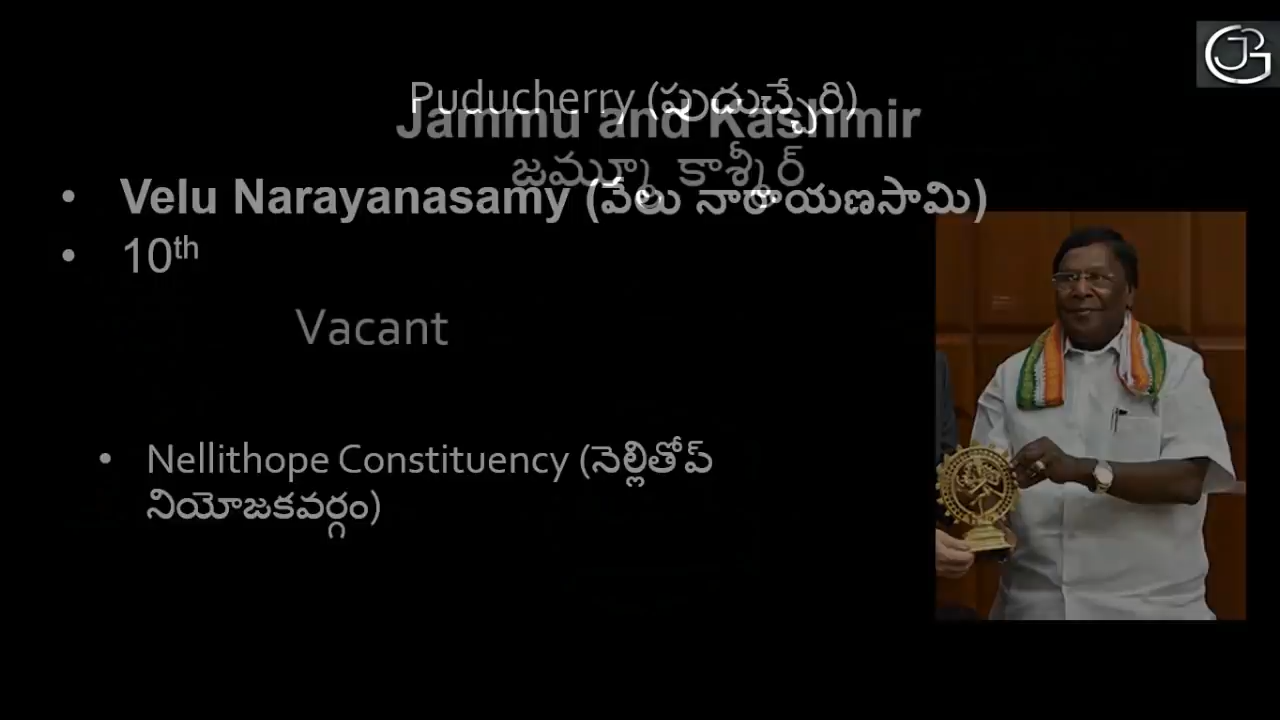 Puducherry (పుదుచ్చేరి)
Jammu and Kashmir
జమ్మూ కాశ్మీర్
• Velu Narayanasamy (వేలు నారాయణసామి)
• 10th
Vacant
• Nellithope Constituency (నెల్లితోప్
నియోజకవర్గం)